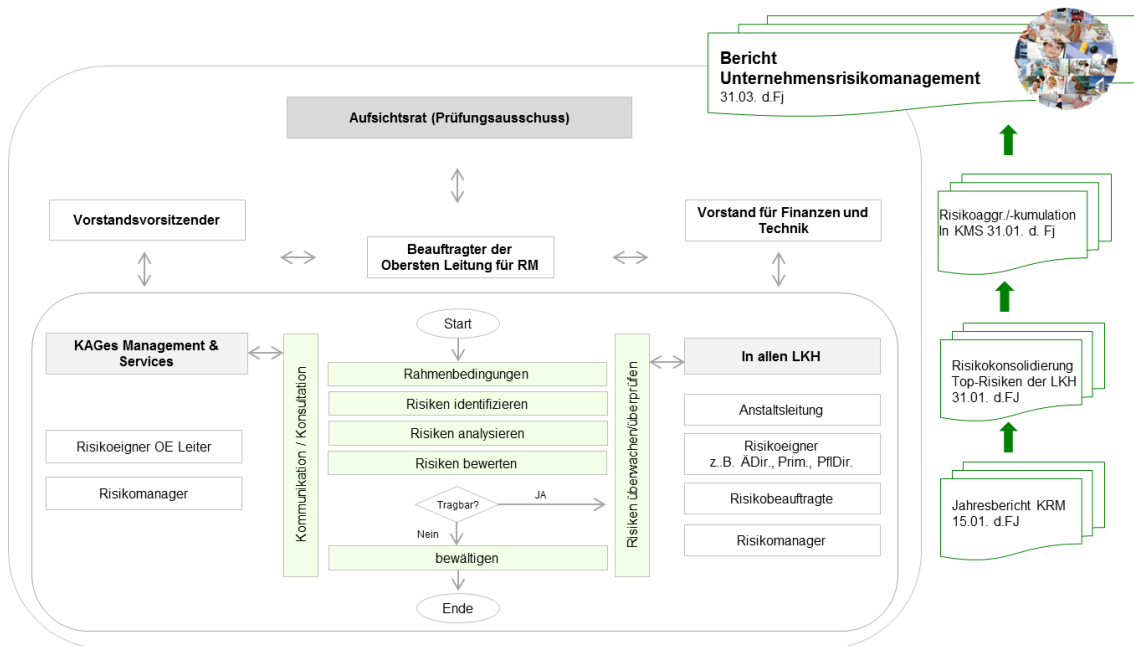 Bericht
Unternehmensrisikomanagement
31.03. d.Fj
Aufsichtsrat (Prüfungsausschuss)
Vorstandsvorsitzender
Vorstand für Finanzen und
Technik
Beauftragter der
Obersten Leitung für RM
Risikoaggr./-kumulation
In KMS 31.01. d. Fj
Start
KAGes Management &
Services
In allen LKH
Kommunikation / Konsultation
Rahmenbedingungen
Risiken identifizieren
Risiken analysieren
Risiken bewerten
Tragbar?
JA
Nein
bewältigen
Ende
Risiken überwachen/überprüfen
Risikoeigner OE Leiter
Risikomanager
Anstaltsleitung
Risikoeigner
z..B. ÄDir., Prim., PflDir.
Risikobeauftragte
Risikomanager
Risikokonsolidierung
Top-Risiken der LKH
31.01. d.FJ
Jahresbericht KRM
15.01. d.FJ